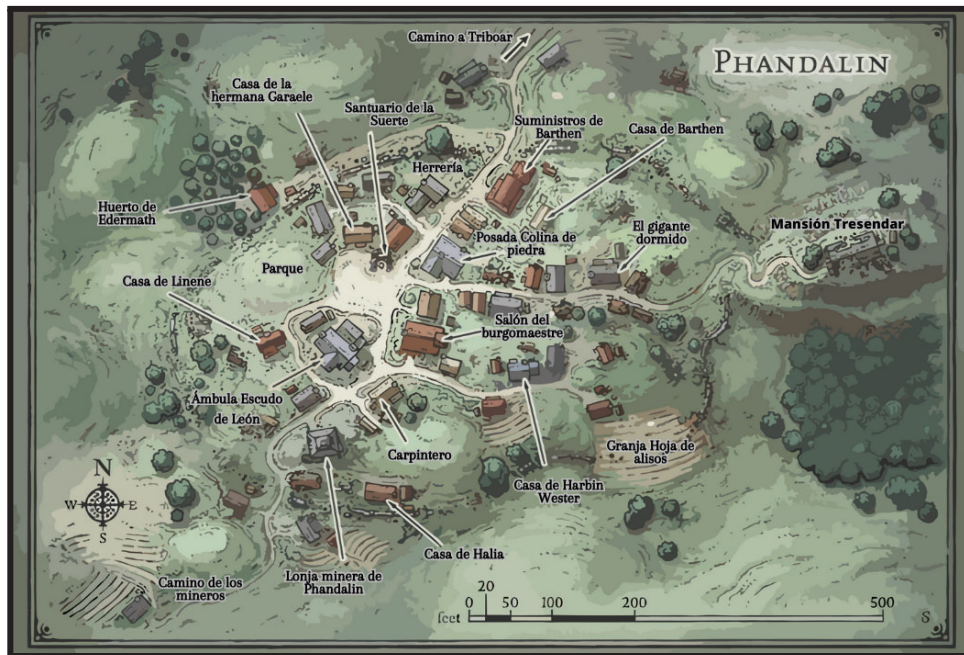 Camino a Triboar
PHANDALIN
Casa de la
hermana Garaele
Santuario de la
Suerte
Suministros de
Barthen
Casa de Barthen
Herrería
Huerto de
Edermath
Mansión Tresendar
El gigante
dormido
Posada Colina de
piedra
Parque
Casa de Linene
Salón del
burgomaestre
Ámbula Escudo
de León
Carpintero
Granja Hoja de
alisos
N
W
E
S
Casa de Harbin
Wester
Casa de Halia
Camino de los
mineros
Lonja minera de
Phandalin
20
feet
0
50
100
200
500
S